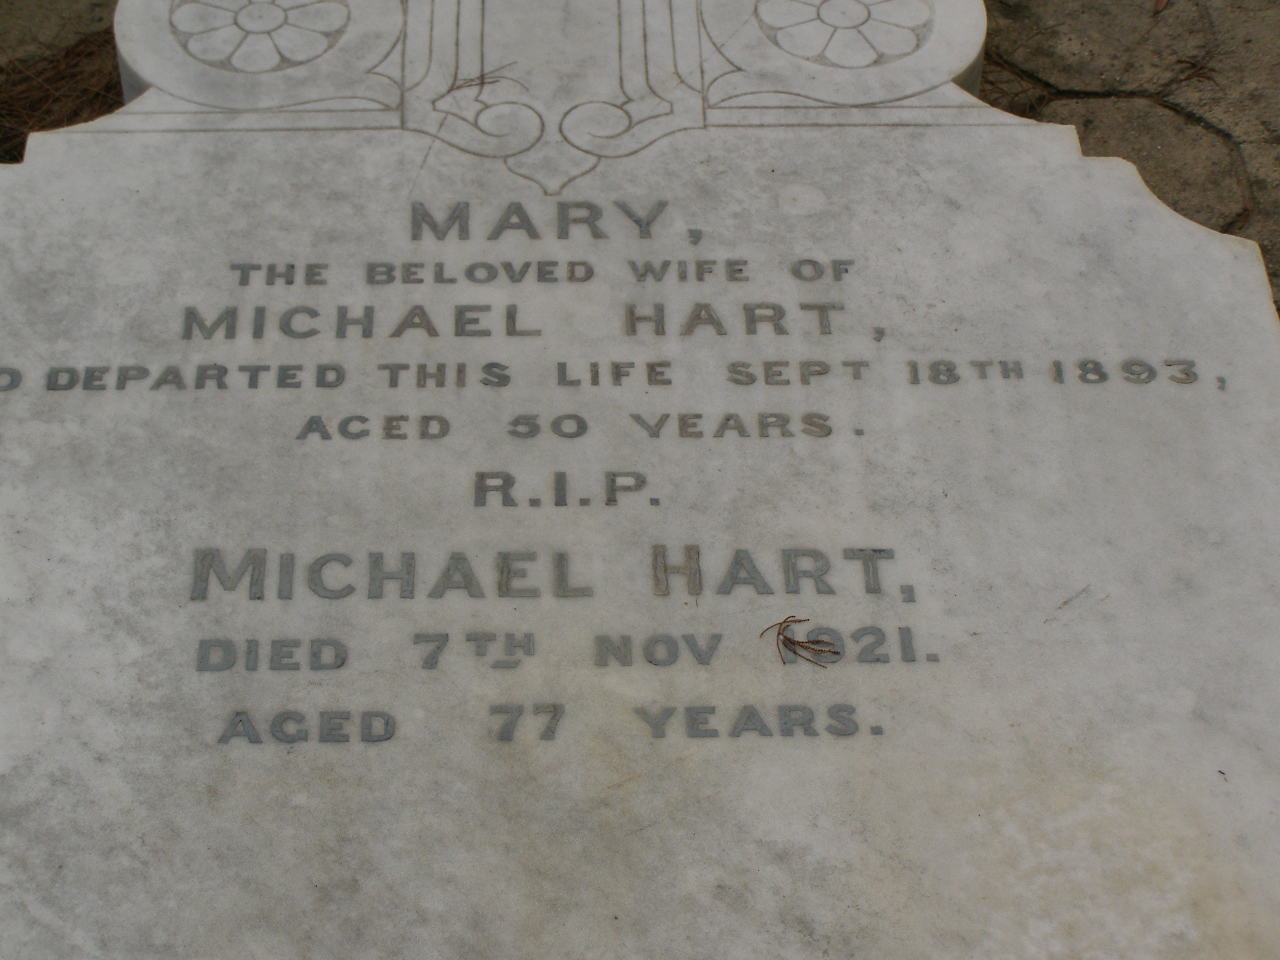 MARY,
THE BELOVED WIFE OF
MICHAEL HART,
DEPARTED THIS LIFE SEPT 18TH 1893,
AGED 50 YEARS.
R.I.P.
MICHAEL HART,
DIED 7TH NOV 1921.
AGED 77 YEARS.